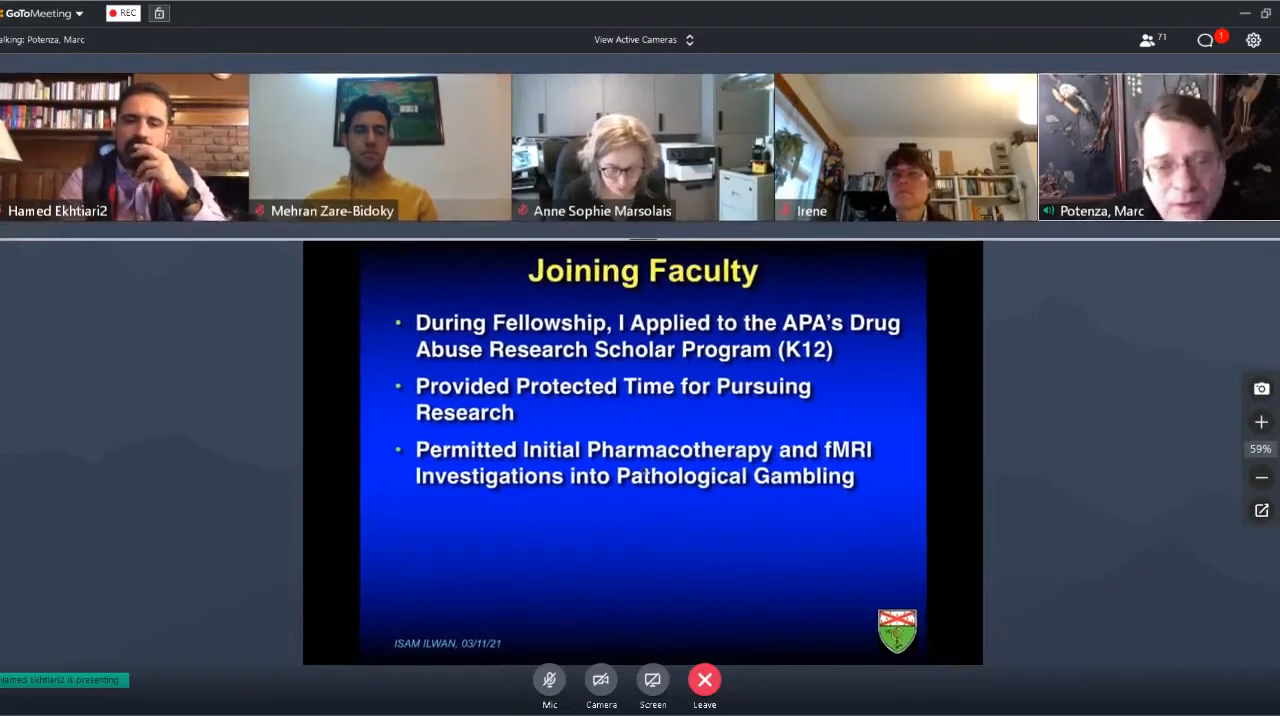 GoToMeeting
REC
alking: Potenza, Marc
View Active Cameras
71
1
Hamed Ekhtiari2
Mehran Zare-Bidoky
Anne Sophie Marsolais
Irene
Potenza, Marc
Joining Faculty
• During Fellowship, I Applied to the APA's Drug
Abuse Research Scholar Program (K12)
• Provided Protected Time for Pursuing
Research
• Permitted Initial Pharmacotherapy and fMRI
Investigations into Pathological Gambling
59%
ISAM ILWAN, 03/11/21
Hamed Ekhtiari2 is presenting
Mic
Camera
Screen
Leave